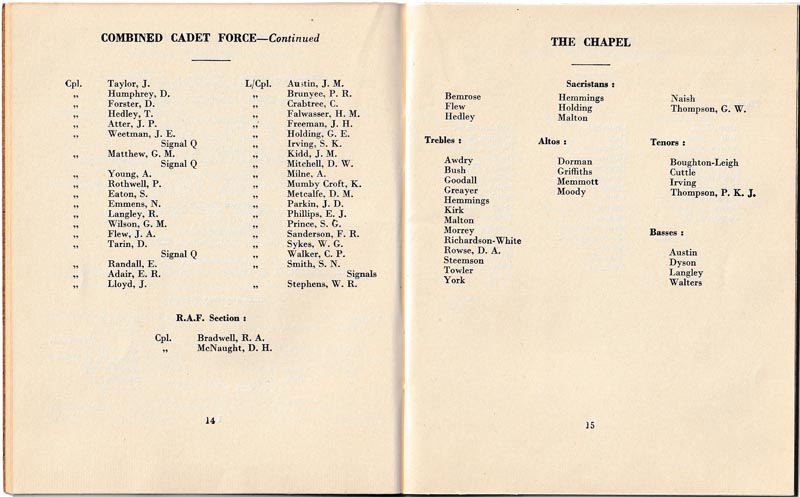 COMBINED CADET FORCE—Continued
Cpl. Taylor, J.
„ Humphrey, D.
„ Forster, D.
„ Hedley, T.
„ Atter, J. P.
„ Weetman, J. E.
Signal Q
„ Matthew, G. M.
Signal Q
„ Young, A.
„ Rothwell, P.
„ Eaton, S.
„ Emmens, N.
„ Langley, R.
„ Wilson, G. M.
„ Flew, J. A.
„ Tarin, D.
Signal Q
„ Randall, E.
„ Adair, E. R.
„ Lloyd, J.
L/Cpl. Austin, J. M.
„ Brunyee, P. R.
„ Crabtree, C.
„ Falwasser, H. M.
„ Freeman, J. H.
„ Holding, G. E.
„ Irving, S. K.
„ Kidd, J. M.
„ Mitchell, D. W.
„ Milne, A.
„ Mumby Croft, K.
„ Metcalfe, D. M.
„ Parkin, J. D.
„ Phillips, E. J.
„ Prince, S. G.
„ Sanderson, F. R.
„ Sykes, W. G.
„ Walker, C. P.
„ Smith, S. N.
Signals
„ Stephens, W. R.
R.A.F. Section :
Cpl. Bradwell, R. A.
„ McNaught, D. H.
14
THE CHAPEL
Sacristans :
Bemrose
Flew
Hedley
Hemmings
Holding
Malton
Naish
Thompson, G. W.
Trebles :
Awdry
Bush
Goodall
Greayer
Hemmings
Kirk
Malton
Morrey
Richardson-White
Rowse, D. A.
Steemson
Towler
York
Altos :
Dorman
Griffiths
Memmott
Moody
Tenors :
Boughton-Leigh
Cuttle
Irving
Thompson, P. K. J.
Basses :
Austin
Dyson
Langley
Walters
15